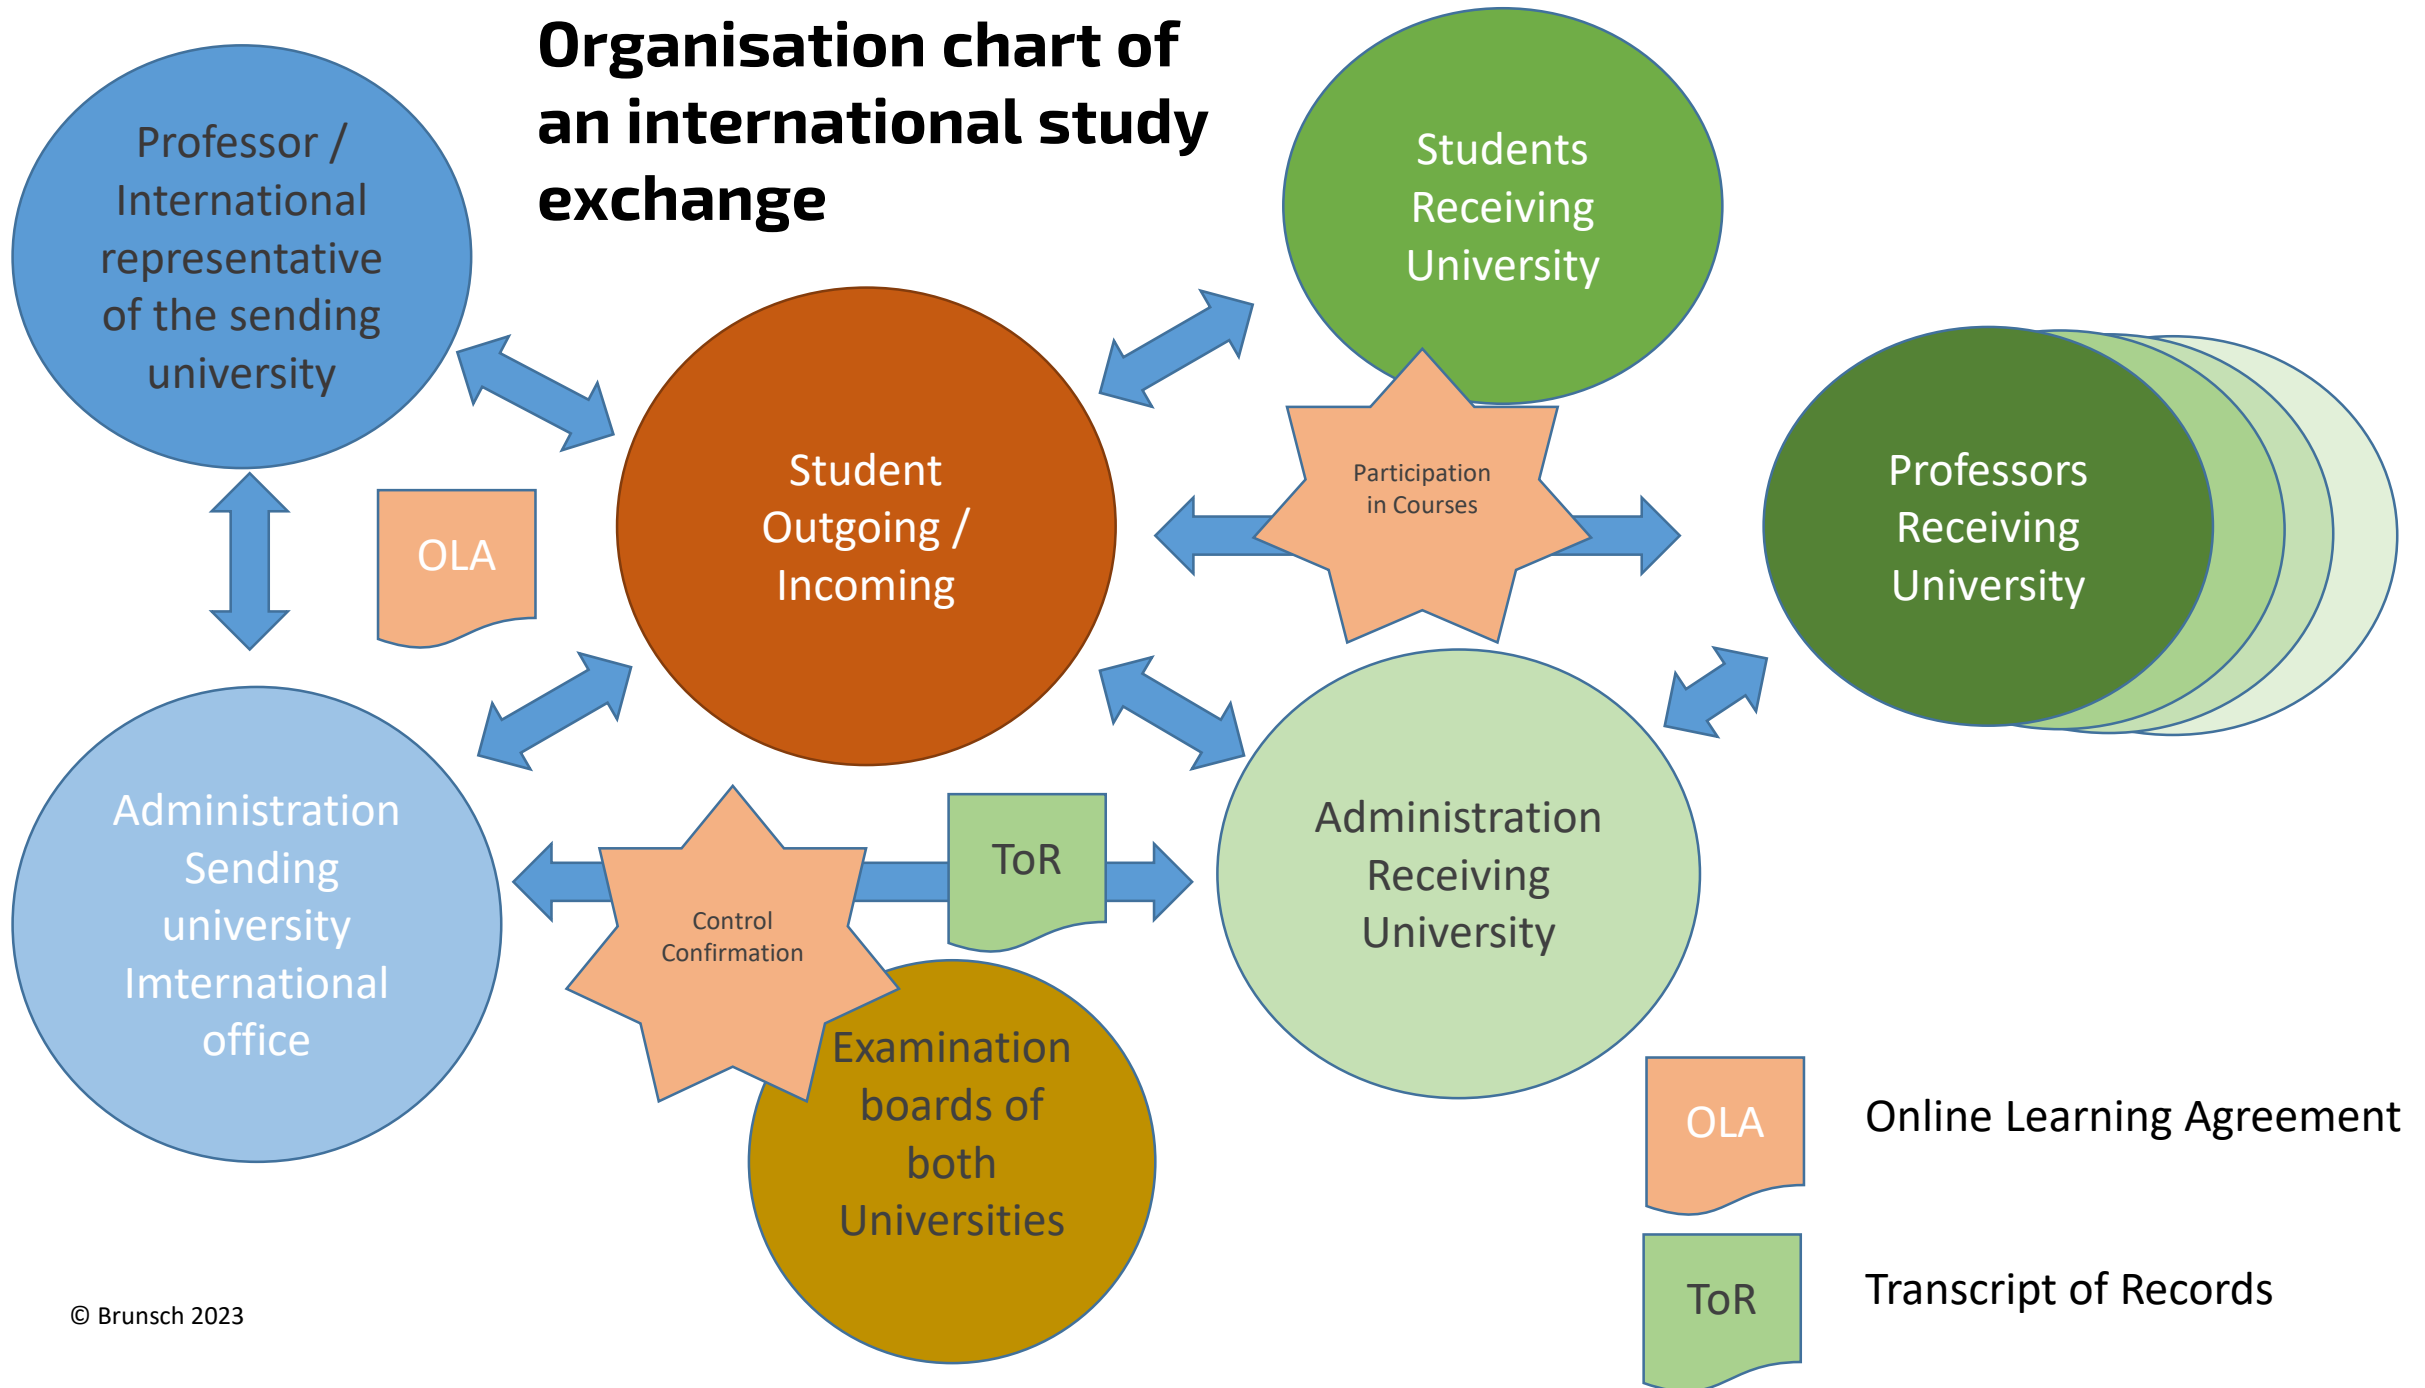 Organisation chart of
an international study
exchange
Professor /
International
representative
of the sending
university
Students
Receiving
University
Student
Outgoing /
Incoming
Participation
in Courses
Professors
Receiving
University
OLA
Administration
Sending
university
Imternational
office
Control
Confirmation
ToR
Administration
Receiving
University
Examination
boards of
both
Universities
OLA
Online Learning Agreement
ToR
Transcript of Records
© Brunsch 2023